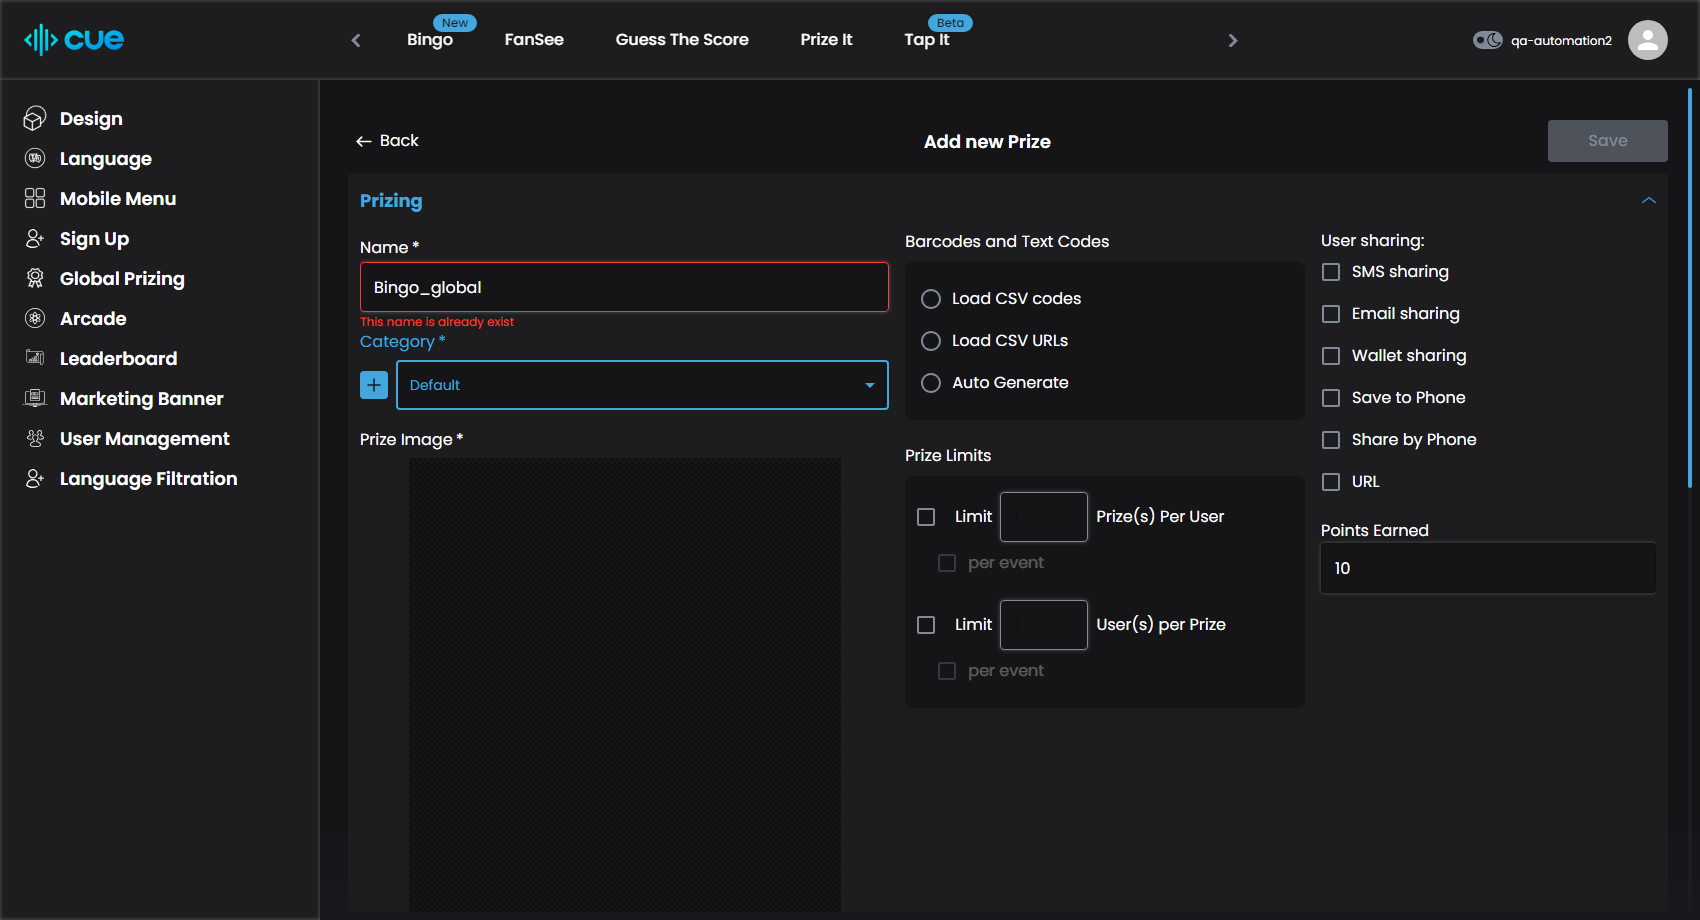 cue
Bingo
New
FanSee
Guess The Score
Prize It
Tap It
Beta
qa-automation2
Design
Language
Mobile Menu
Sign Up
Global Prizing
Arcade
Leaderboard
Marketing Banner
User Management
Language Filtration
Back
Add new Prize
Save
Prizing
Name *
Bingo_global
This name is already exist
Category *
Default
Prize Image *
Barcodes and Text Codes
Load CSV codes
Load CSV URLs
Auto Generate
Prize Limits
Limit Prize(s) Per User
per event
Limit User(s) per Prize
per event
User sharing:
SMS sharing
Email sharing
Wallet sharing
Save to Phone
Share by Phone
URL
Points Earned
10